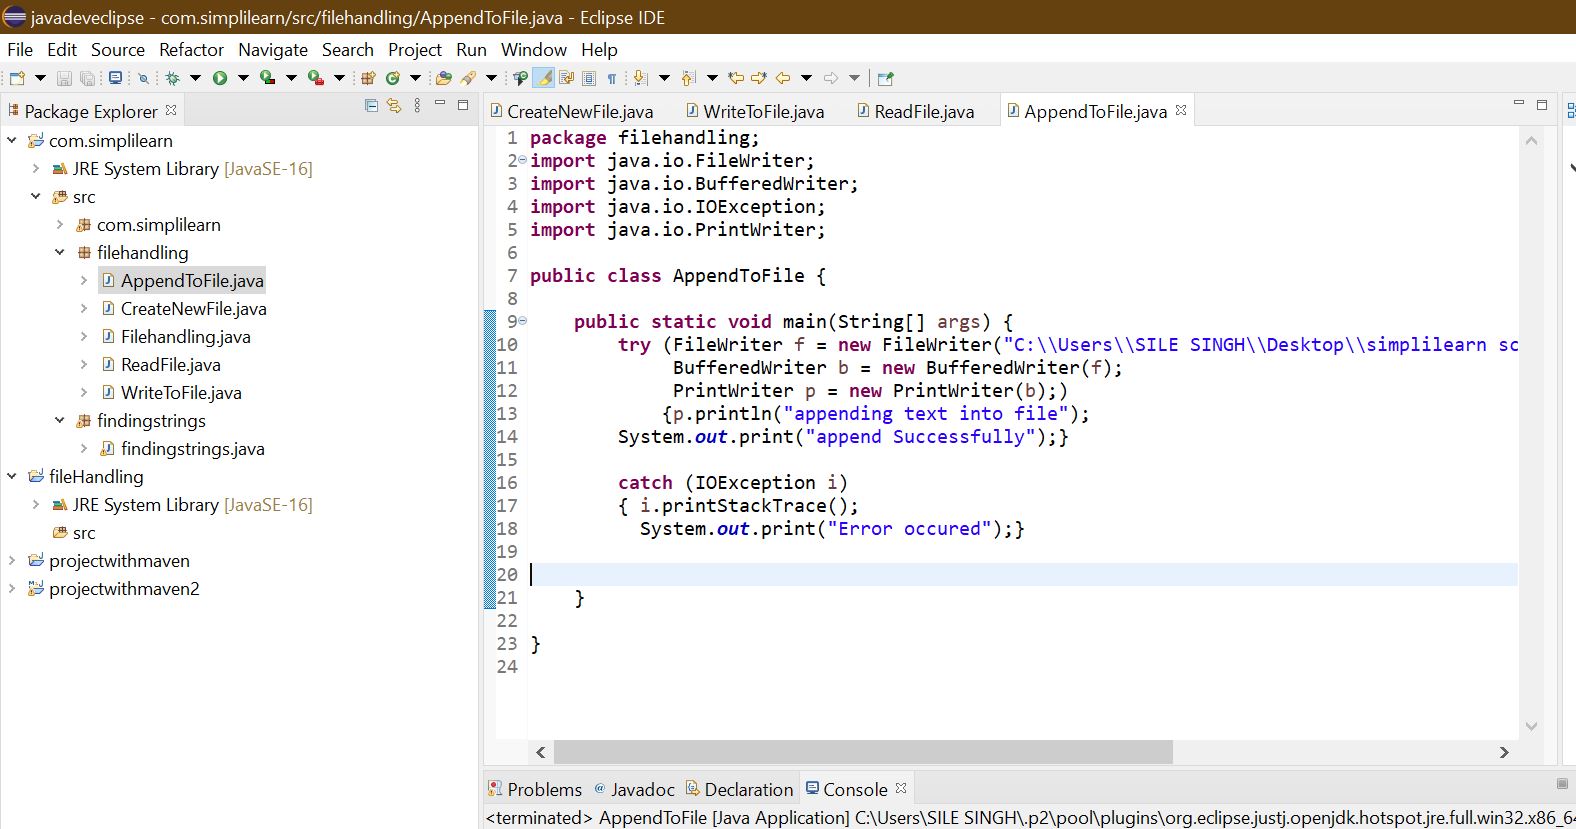 javadeveclipse - com.simplilearn/src/filehandling/AppendToFile.java - Eclipse IDE
File Edit Source Refactor Navigate Search Project Run Window Help
Package Explorer
com.simplilearn
JRE System Library [JavaSE-16]
src
com.simplilearn
filehandling
AppendToFile.java
CreateNewFile.java
Filehandling.java
ReadFile.java
WriteToFile.java
findingstrings
findingstrings.java
fileHandling
JRE System Library [JavaSE-16]
src
projectwithmaven
projectwithmaven2
CreateNewFile.java WriteToFile.java ReadFile.java AppendToFile.java
1 package filehandling;
2 import java.io.FileWriter;
3 import java.io.BufferedWriter;
4 import java.io.IOException;
5 import java.io.PrintWriter;
6
7 public class AppendToFile {
8
9 public static void main(String[] args) {
10 try (FileWriter f = new FileWriter("C:\\Users\\SILE SINGH\\Desktop\\simplilearn sc
11 BufferedWriter b = new BufferedWriter(f);
12 PrintWriter p = new PrintWriter(b);)
13 {p.println("appending text into file");
14 System.out.print("append Successfully");}
15
16 catch (IOException i)
17 { i.printStackTrace();
18 System.out.print("Error occured");}
19
20
21 }
22
23 }
24
Problems @ Javadoc Declaration Console
<terminated> AppendToFile [Java Application] C:\Users\SILE SINGH\.p2\pool\plugins\org.eclipse.justj.openjdk.hotspot.jre.full.win32.x86_64